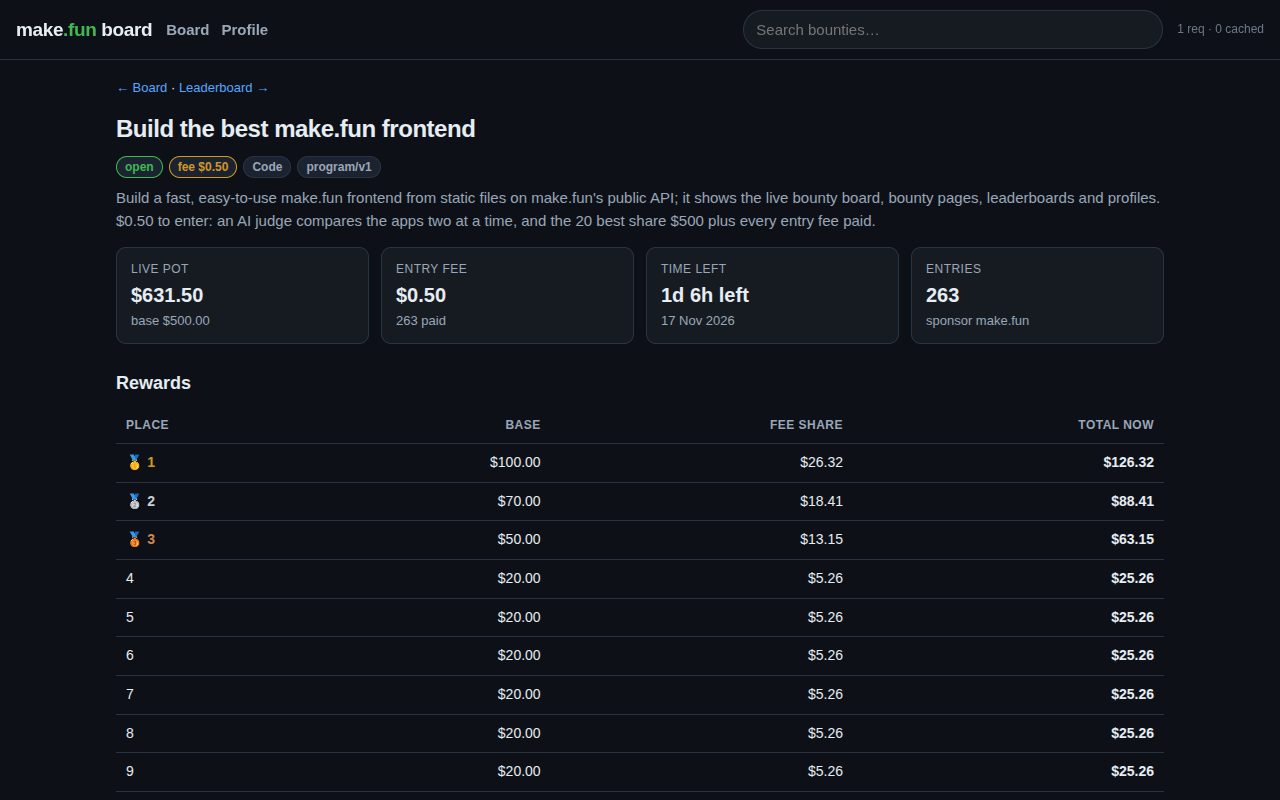 make.fun board Board Profile Search bounties… 1 req · 0 cached
← Board · Leaderboard →
Build the best make.fun frontend
open fee $0.50 Code program/v1
Build a fast, easy-to-use make.fun frontend from static files on make.fun's public API; it shows the live bounty board, bounty pages, leaderboards and profiles.
$0.50 to enter: an AI judge compares the apps two at a time, and the 20 best share $500 plus every entry fee paid.
LIVE POT ENTRY FEE TIME LEFT ENTRIES
$631.50 $0.50 1d 6h left 263
base $500.00 263 paid 17 Nov 2026 sponsor make.fun
Rewards
PLACE BASE FEE SHARE TOTAL NOW
🥇 1 $100.00 $26.32 $126.32
🥈 2 $70.00 $18.41 $88.41
🥉 3 $50.00 $13.15 $63.15
4 $20.00 $5.26 $25.26
5 $20.00 $5.26 $25.26
6 $20.00 $5.26 $25.26
7 $20.00 $5.26 $25.26
8 $20.00 $5.26 $25.26
9 $20.00 $5.26 $25.26